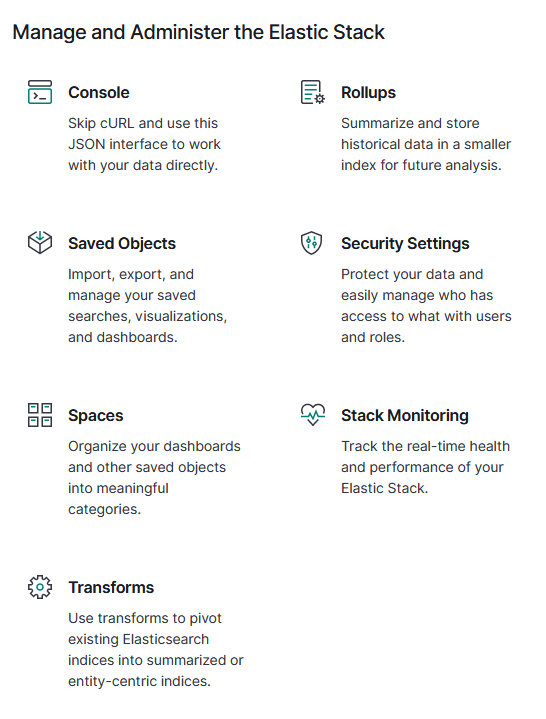 Manage and Administer the Elastic Stack
Console
Skip cURL and use this
JSON interface to work
with your data directly.
Rollups
Summarize and store
historical data in a smaller
index for future analysis.
Saved Objects
Import, export, and
manage your saved
searches, visualizations,
and dashboards.
Security Settings
Protect your data and
easily manage who has
access to what with users
and roles.
Spaces
Organize your dashboards
and other saved objects
into meaningful
categories.
Stack Monitoring
Track the real-time health
and performance of your
Elastic Stack.
Transforms
Use transforms to pivot
existing Elasticsearch
indices into summarized or
entity-centric indices.